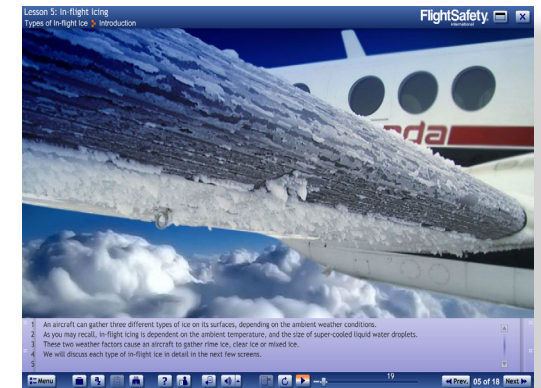 Lesson 5: In-flight Icing
Types of In-flight Ice Introduction
FlightSafety
international
nda
1 An aircraft can gather three different types of ice on its surfaces, depending on the ambient weather conditions.
2 As you may recall, in-flight icing is dependent on the ambient temperature, and the size of super-cooled liquid water droplets.
3 These two weather factors cause an aircraft to gather rime ice, clear ice or mixed ice.
4 We will discuss each type of in-flight ice in detail in the next few screens.
5
Menu ? 19 Prev. 05 of 18 Next